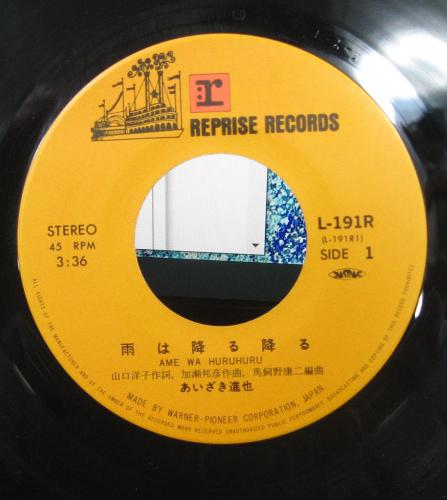 r:
REPRISE RECORDS
STEREO
45 RPM
3:36
L-191R
(L-191R1)
SIDE 1
JASRAC
雨は降る降る
AME WA HURUHURU
山口洋子作詞、加瀬邦彦作曲、馬飼野康二編曲
あいざき進也
MADE BY WARNER-PIONEER CORPORATION, JAPAN.
ALL RIGHTS OF THE MANUFACTURER AND OF THE OWNER OF THE RECORDED WORK RESERVED UNAUTHORIZED PUBLIC PERFORMANCE, BROADCASTING AND COPYING OF THIS RECORD PROHIBITED